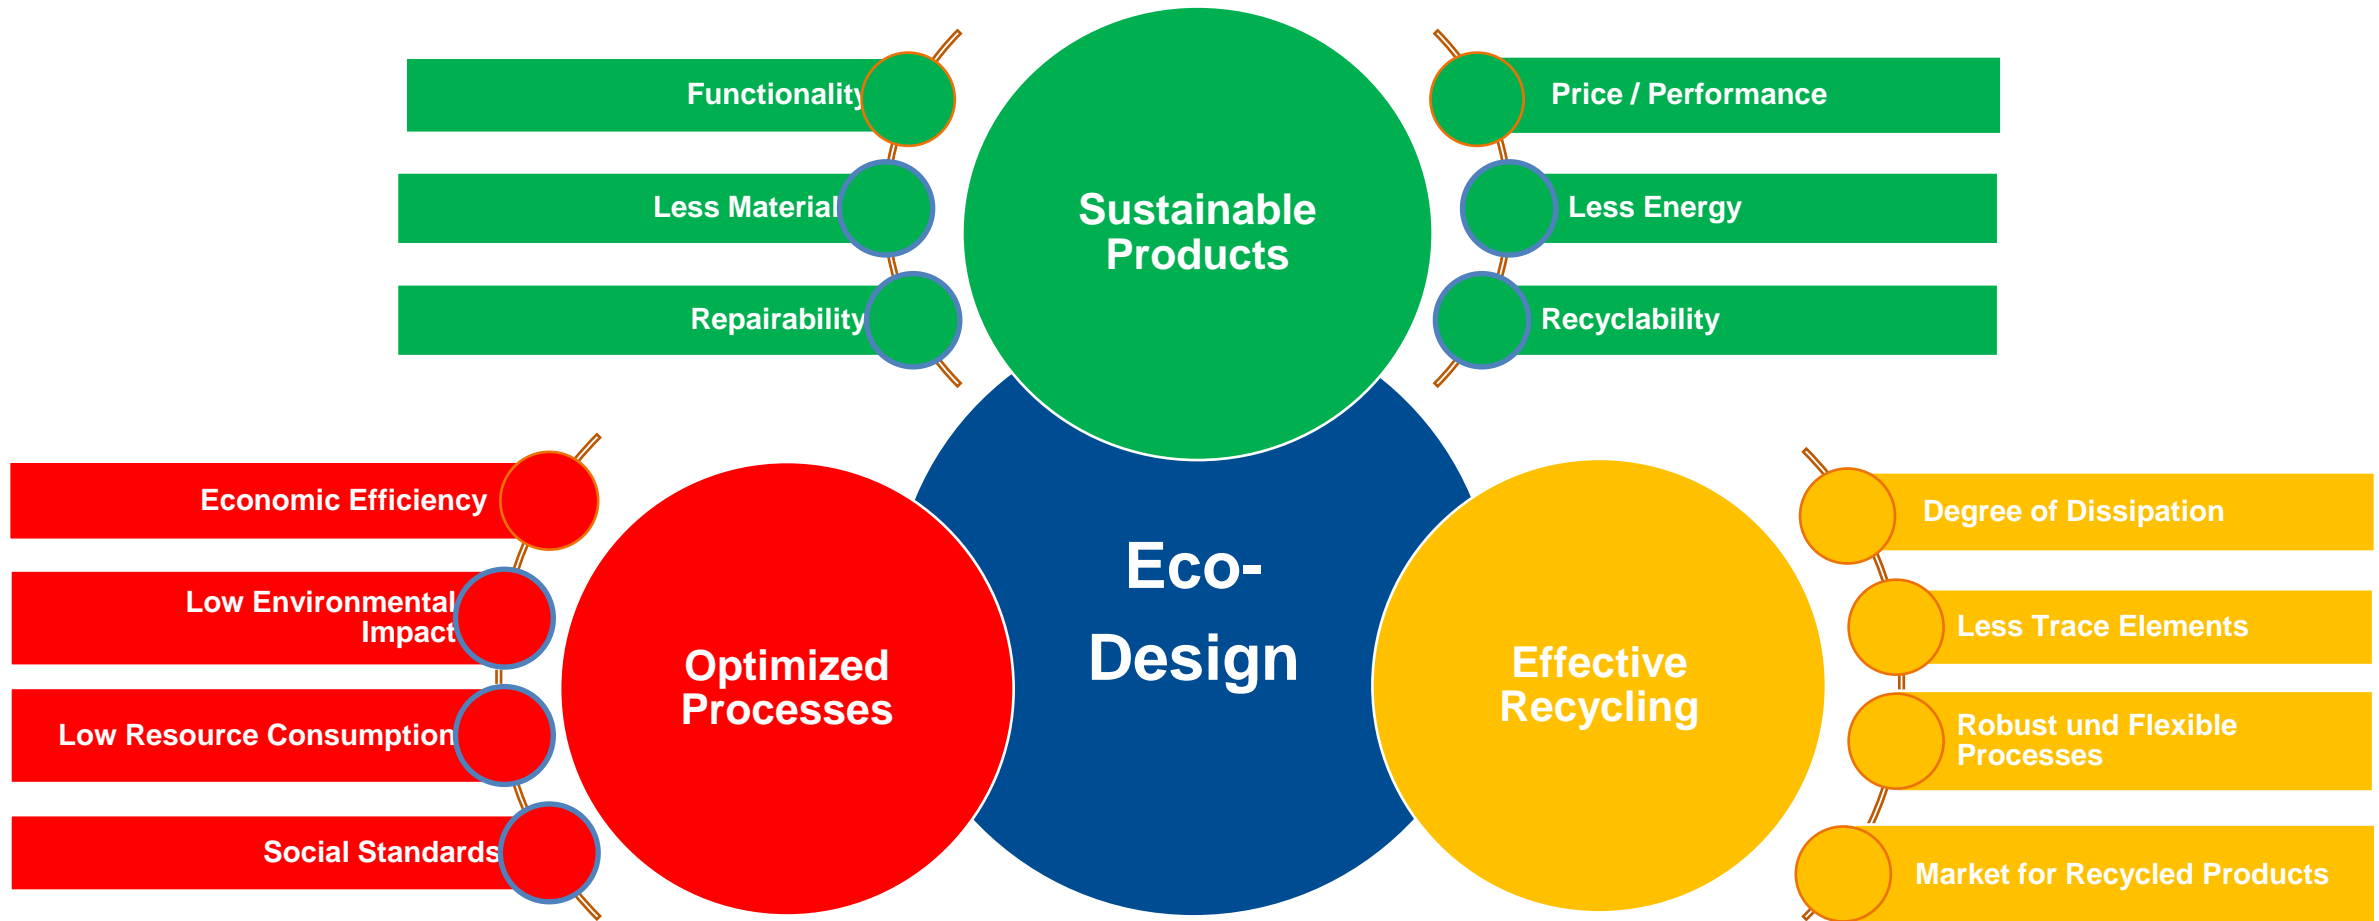 Functionality
Less Material
Repairability
Sustainable
Products
Price / Performance
Less Energy
Recyclability
Economic Efficiency
Low Environmental
Impact
Low Resource Consumption
Social Standards
Optimized
Processes
Eco-
Design
Effective
Recycling
Degree of Dissipation
Less Trace Elements
Robust und Flexible
Processes
Market for Recycled Products